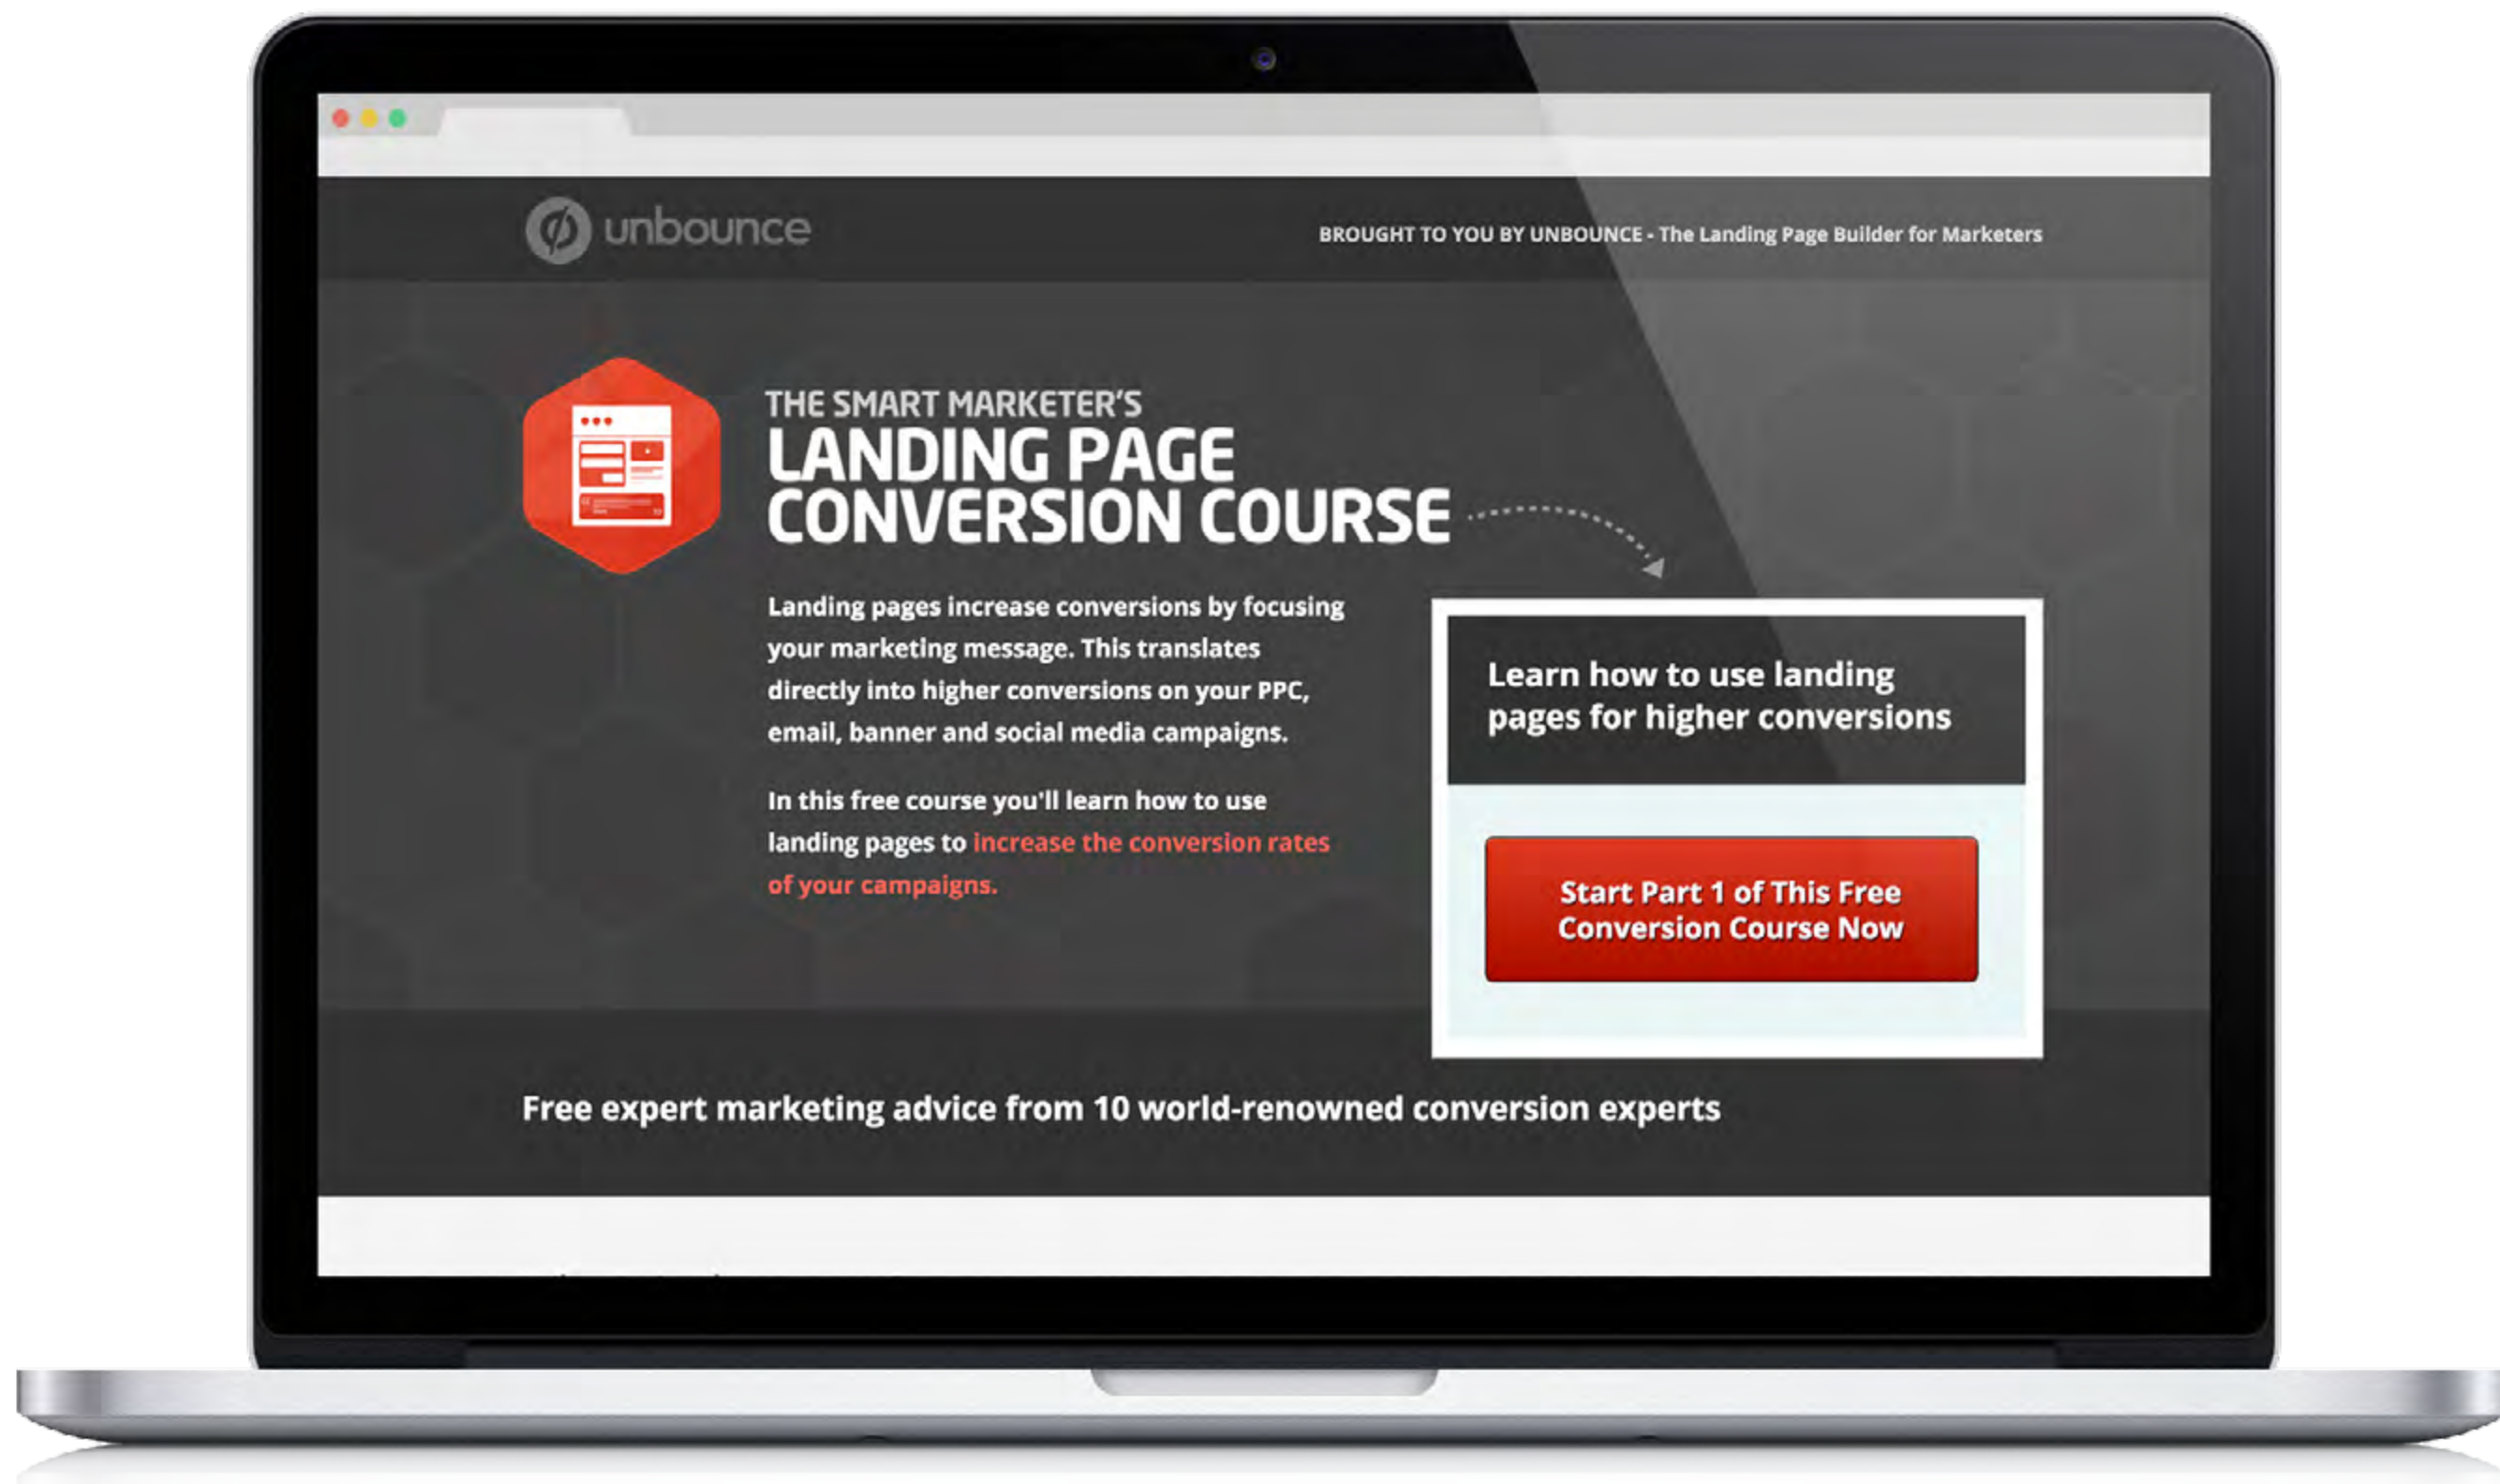 unbounce
BROUGHT TO YOU BY UNBOUNCE - The Landing Page Builder for Marketers
THE SMART MARKETER'S
LANDING PAGE
CONVERSION COURSE
Landing pages increase conversions by focusing
your marketing message. This translates
directly into higher conversions on your PPC,
email, banner and social media campaigns.
In this free course you'll learn how to use
landing pages to increase the conversion rates
of your campaigns.
Learn how to use landing
pages for higher conversions
Start Part 1 of This Free
Conversion Course Now
Free expert marketing advice from 10 world-renowned conversion experts